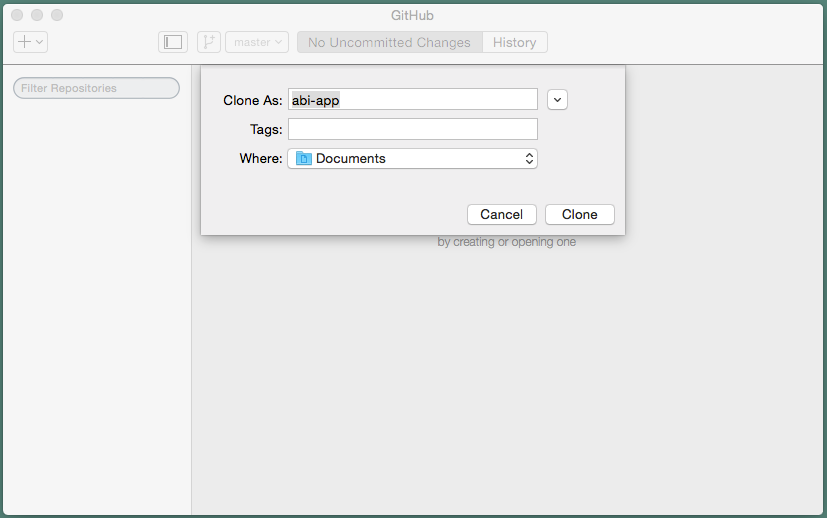 GitHub
master
No Uncommitted Changes
History
Filter Repositories
Clone As: abi-app
Tags:
Where: Documents
Cancel
Clone
by creating or opening one